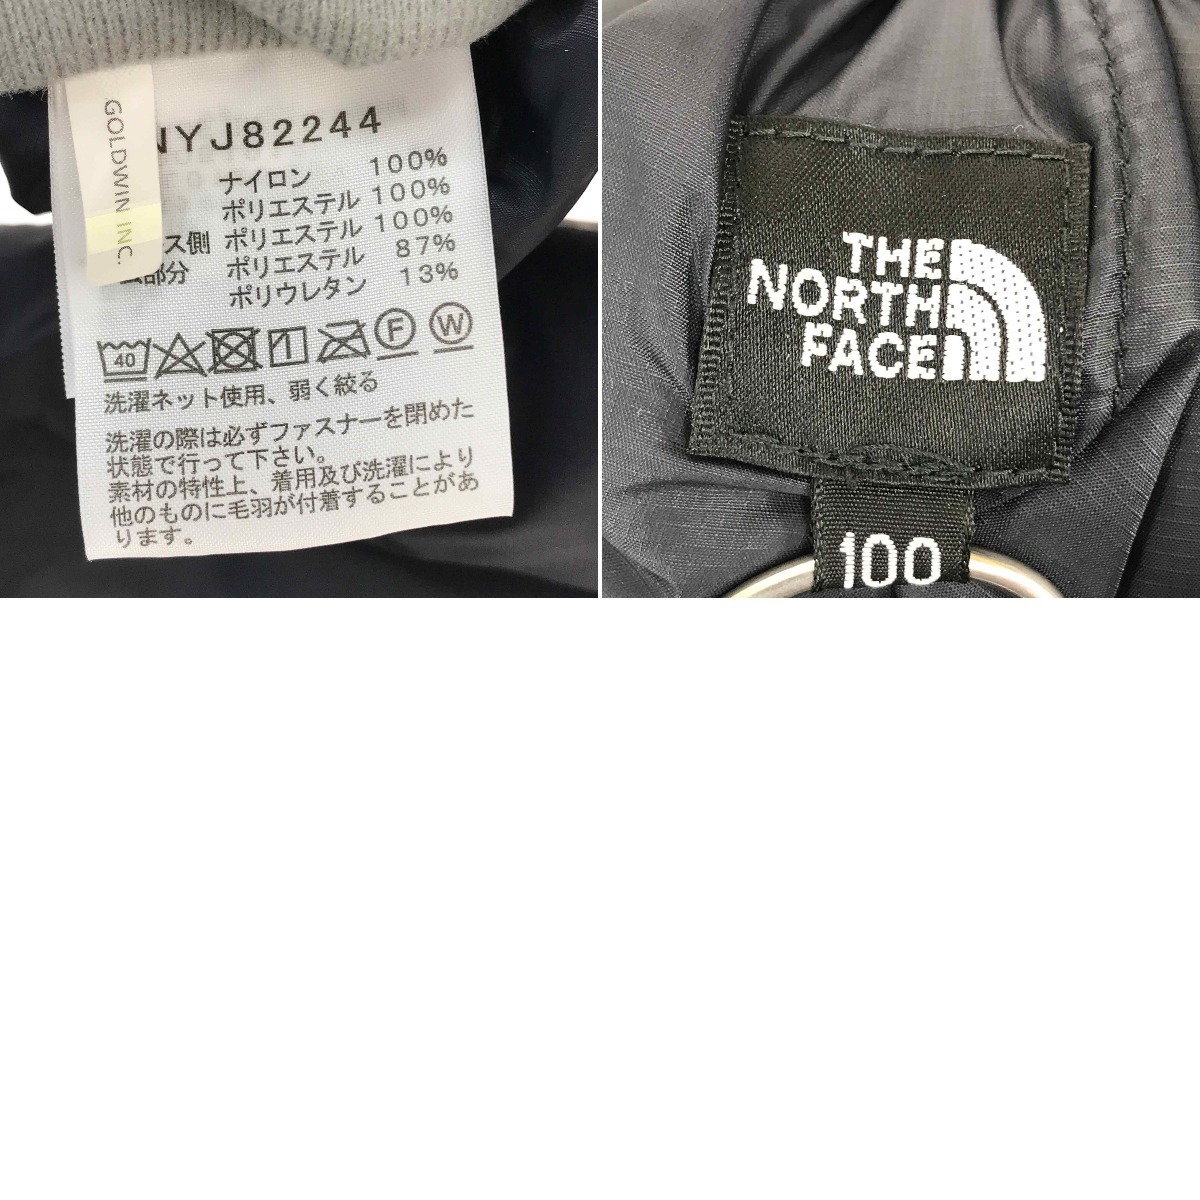 GOLDWIN INC.
NYJ82244
ナイロン 100%
ポリエステル 100%
ポリエステル 100%
ス側 ポリエステル 87%
部分 ポリウレタン 13%
40
F
W
洗濯ネット使用、弱く絞る
洗濯の際は必ずファスナーを閉めた
状態で行って下さい。
素材の特性上、着用及び洗濯により
他のものに毛羽が付着することがあ
ります。
THE
NORTH
FACE
100